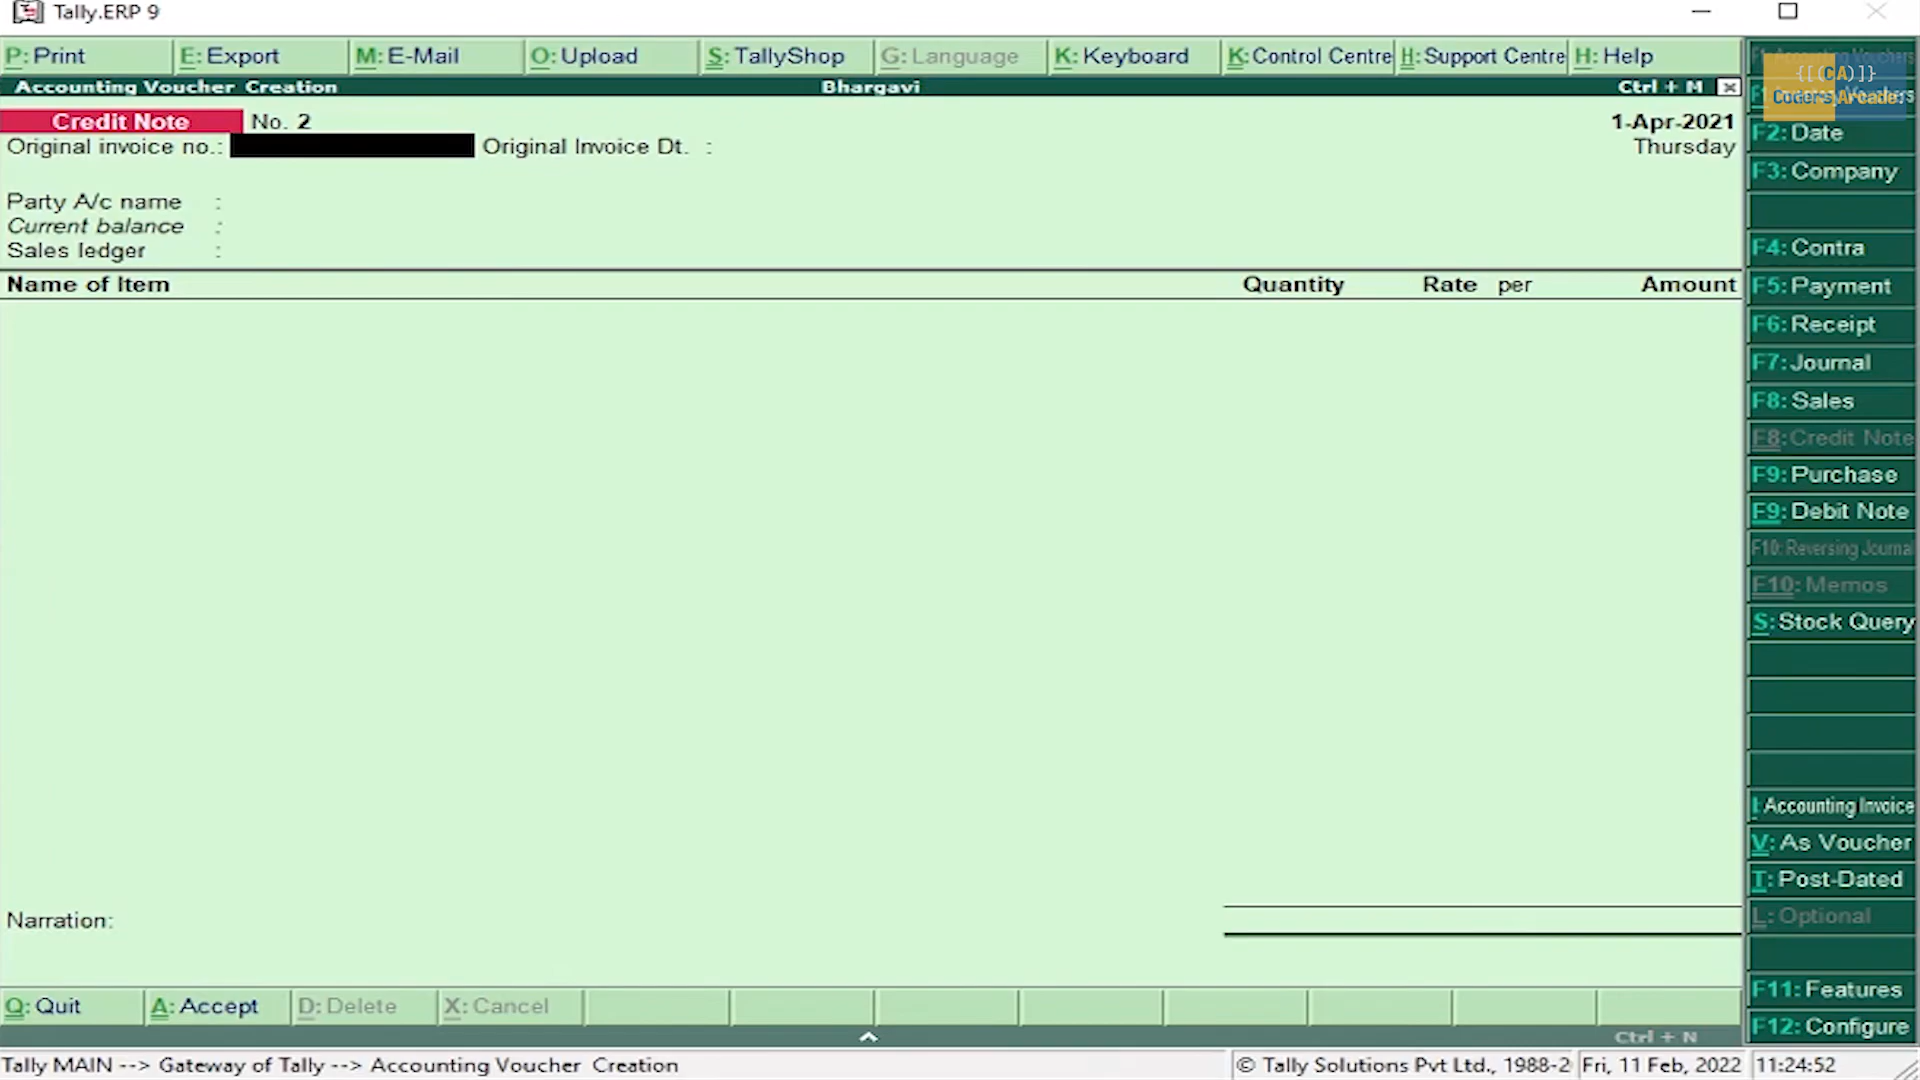 Tally.ERP 9
P: Print E: Export M: E-Mail O: Upload S: TallyShop G: Language K: Keyboard K: Control Centre H: Support Centre H: Help
Accounting Voucher Creation Bhargavi Ctrl + N
{[(CA)]}
Coders Arcade
Credit Note No. 2 1-Apr-2021
Original invoice no.: Original Invoice Dt. : Thursday
Party A/c name :
Current balance :
Sales ledger :
Name of Item Quantity Rate per Amount
F2: Date
F3: Company
F4: Contra
F5: Payment
F6: Receipt
F7: Journal
F8: Sales
F8: Credit Note
F9: Purchase
F9: Debit Note
F10: Reversing Journal
F10: Memos
S: Stock Query
I: Accounting Invoice
V: As Voucher
T: Post-Dated
L: Optional
F11: Features
F12: Configure
Narration:
Q: Quit A: Accept D: Delete X: Cancel
Ctrl + N
Tally MAIN --> Gateway of Tally --> Accounting Voucher Creation © Tally Solutions Pvt Ltd., 1988-2 Fri, 11 Feb, 2022 11:24:52